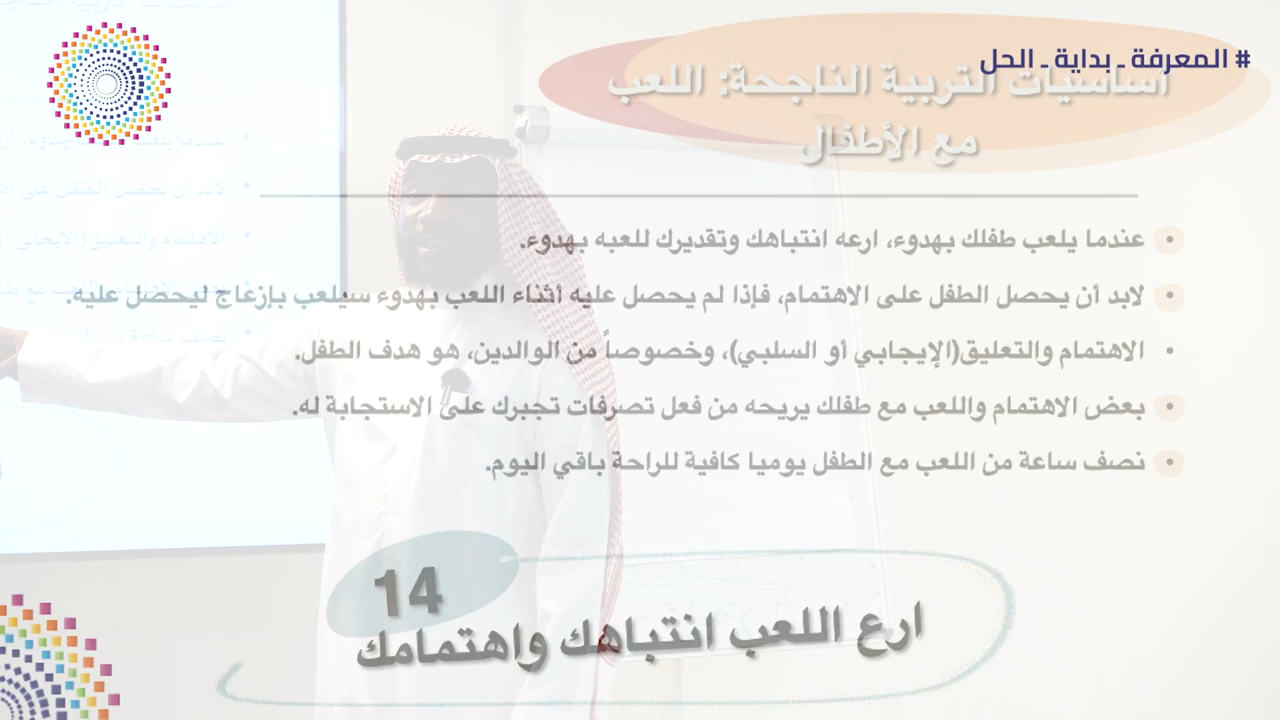 # المعرفة ـ بداية ـ الحل
أساسيات التربية الناجحة: اللعب
مع الأطفال
• عندما يلعب طفلك بهدوء، ارعه انتباهك وتقديرك للعبه بهدوء.
• لابد أن يحصل الطفل على الاهتمام، فإذا لم يحصل عليه أثناء اللعب بهدوء سيلعب بإزعاج ليحصل عليه.
• الاهتمام والتعليق(الإيجابي أو السلبي)، وخصوصاً من الوالدين، هو هدف الطفل.
• بعض الاهتمام واللعب مع طفلك يريحه من فعل تصرفات تجبرك على الاستجابة له.
• نصف ساعة من اللعب مع الطفل يوميا كافية للراحة باقي اليوم.
14
ارع اللعب انتباهك واهتمامك